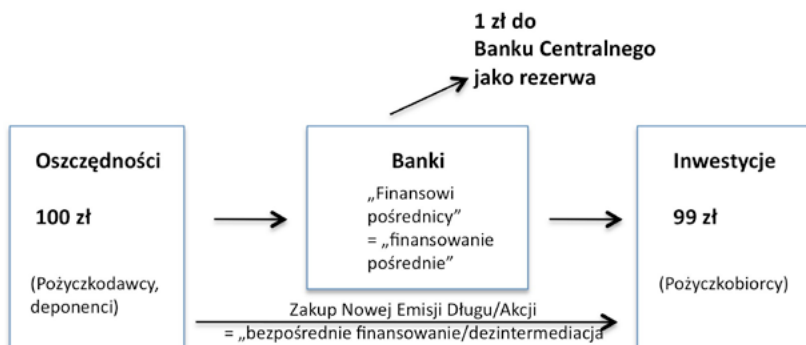 1 zł do
Banku Centralnego
jako rezerwa
Oszczędności
100 zł
(Pożyczkodawcy,
deponenci)
Banki
„Finansowi
pośrednicy”
= „finansowanie
pośrednie”
Inwestycje
99 zł
(Pożyczkobiorcy)
Zakup Nowej Emisji Długu/Akcji
= „bezpośrednie finansowanie/dezintermediacja